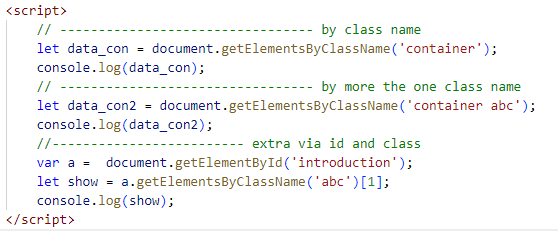 <script>
// --------------------------------- by class name
let data_con = document.getElementsByClassName('container');
console.log(data_con);
// --------------------------------- by more the one class name
let data_con2 = document.getElementsByClassName('container abc');
console.log(data_con2);
//------------------------- extra via id and class
var a =  document.getElementById('introduction');
let show = a.getElementsByClassName('abc')[1];
console.log(show);
</script>